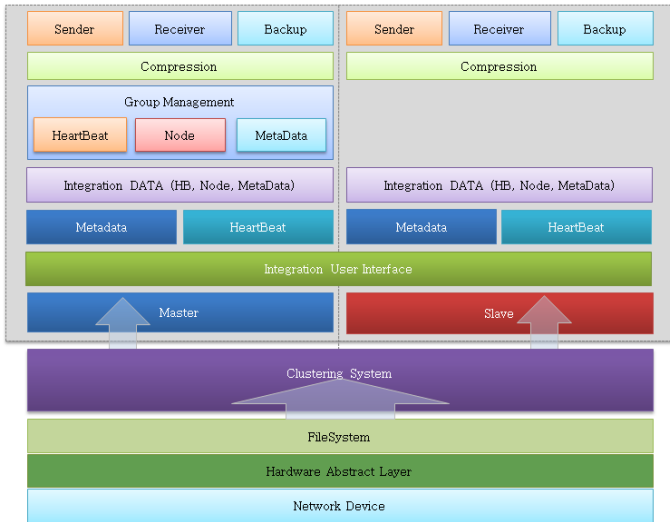 Sender Receiver Backup Sender Receiver Backup
Compression Compression
Group Management
HeartBeat Node MetaData
Integration DATA (HB, Node, MetaData) Integration DATA (HB, Node, MetaData)
Metadata HeartBeat Metadata HeartBeat
Integration User Interface
Master Slave
Clustering System
FileSystem
Hardware Abstract Layer
Network Device